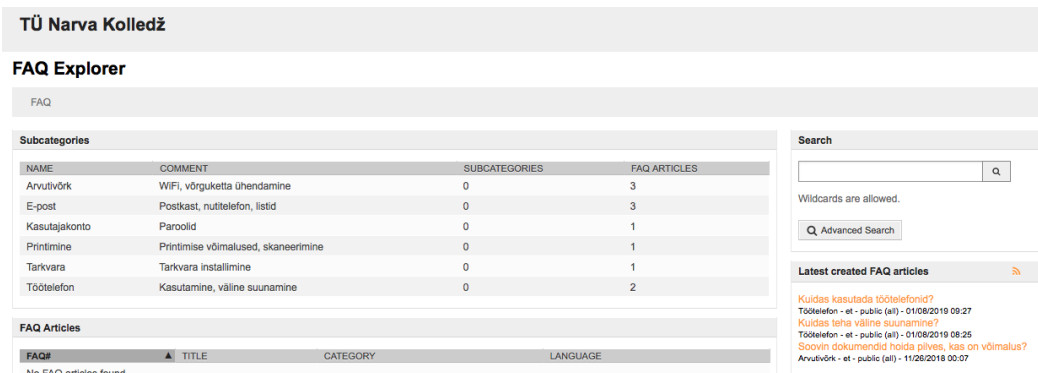 TÜ Narva Kolledž
FAQ Explorer
FAQ
Subcategories
NAME COMMENT SUBCATEGORIES FAQ ARTICLES
Arvutivõrk WiFi, võrguketta ühendamine 0 3
E-post Postkast, nutitelefon, listid 0 3
Kasutajakonto Paroolid 0 1
Printimine Printimise võimalused, skaneerimine 0 1
Tarkvara Tarkvara installimine 0 1
Töötelefon Kasutamine, väline suunamine 0 2
FAQ Articles
FAQ# ▲ TITLE CATEGORY LANGUAGE
No FAQ articles found
Search
Wildcards are allowed.
Advanced Search
Latest created FAQ articles
Kuidas kasutada töötelefonid?
Töötelefon - et - public (all) - 01/08/2019 09:27
Kuidas teha väline suunamine?
Töötelefon - et - public (all) - 01/08/2019 08:25
Soovin dokumendid hoida pilves, kas on võimalus?
Arvutivõrk - et - public (all) - 11/26/2018 00:07